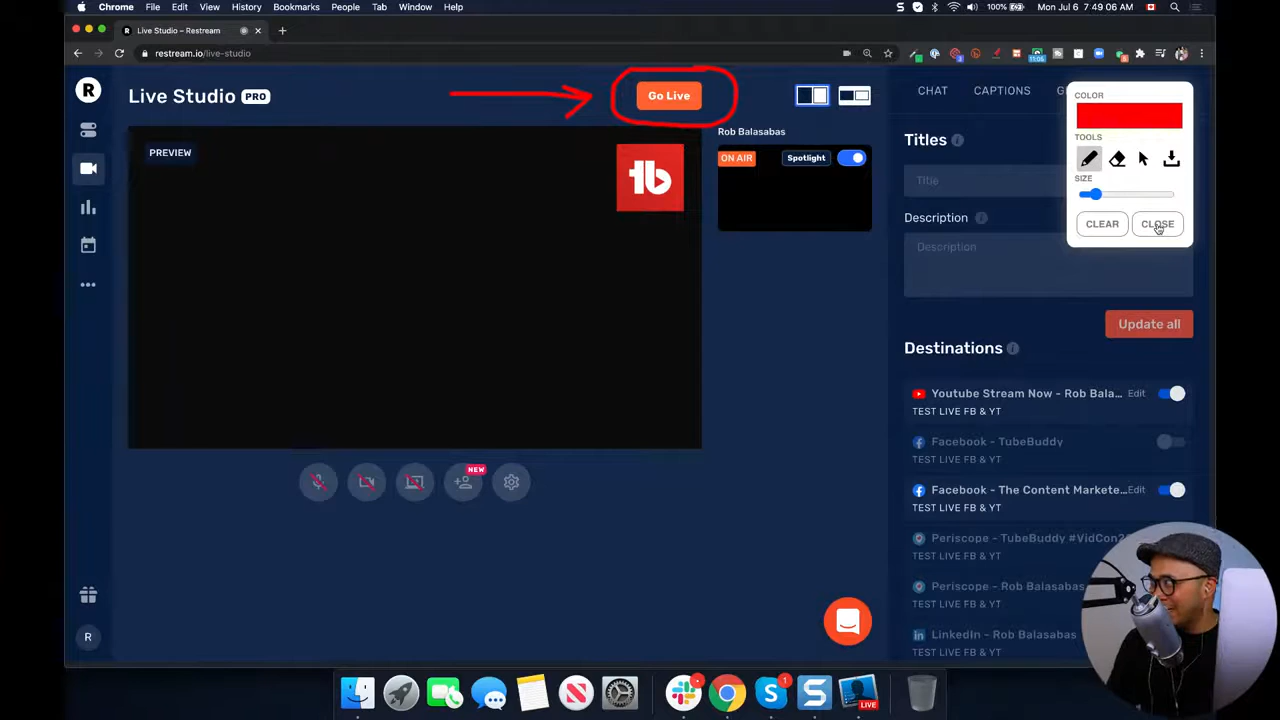 Chrome File Edit View History Bookmarks People Tab Window Help 100% Mon Jul 6 7:49:06 AM
Live Studio – Restream
restream.io/live-studio
11:05
R
Live Studio PRO
Go Live
CHAT CAPTIONS
COLOR
TOOLS
SIZE
CLEAR CLOSE
PREVIEW
tb
Rob Balasabas
ON AIR Spotlight
Titles
Title
Description
Description
Update all
Destinations
Youtube Stream Now - Rob Bala... Edit
TEST LIVE FB & YT
Facebook - TubeBuddy
TEST LIVE FB & YT
Facebook - The Content Markete... Edit
TEST LIVE FB & YT
Periscope - TubeBuddy
TEST LIVE FB & YT
Periscope - Rob Balasabas
TEST LIVE FB & YT
LinkedIn - Rob Balasabas
TEST LIVE FB & YT
NEW
R
1
LIVE